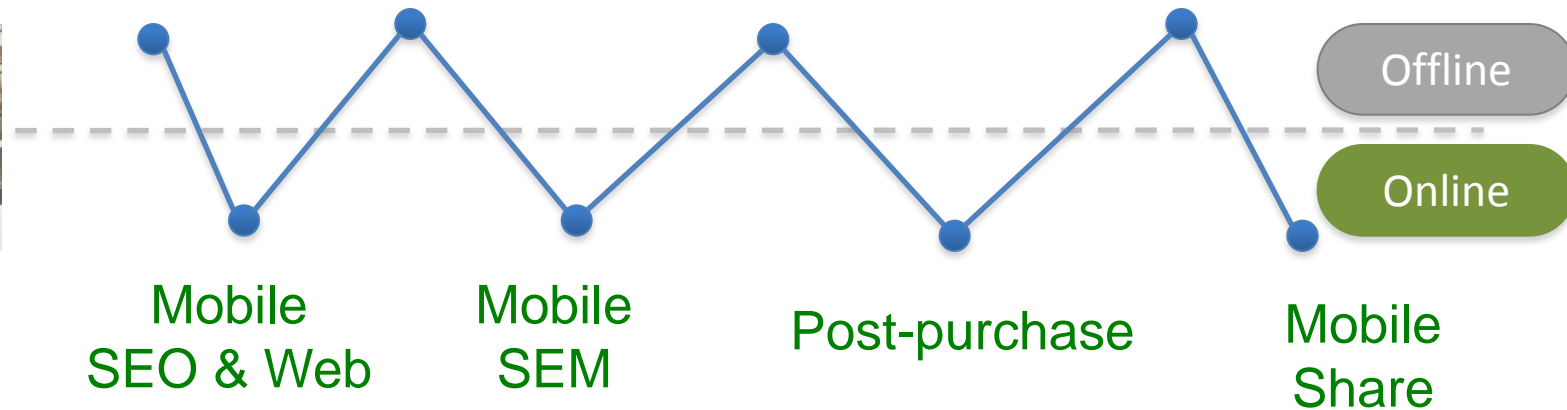 Offline
Online
Mobile
SEO & Web
Mobile
SEM
Post-purchase
Mobile
Share